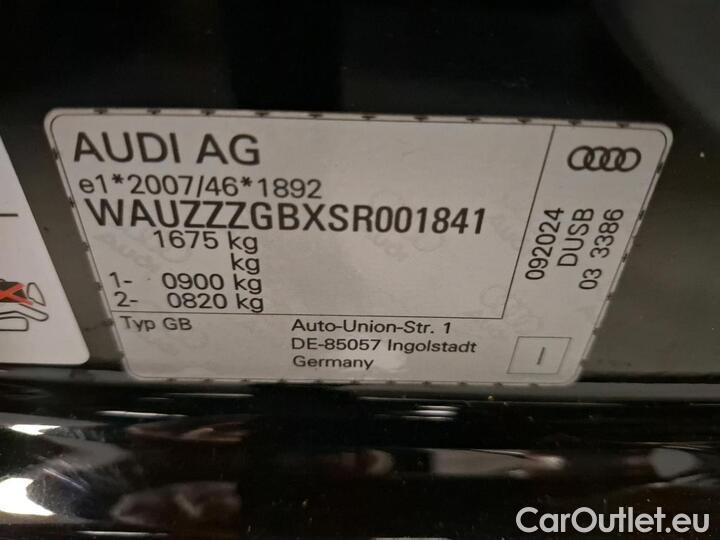 AUDI AG
e1*2007/46*1892
WAUZZZGBXSR001841
1675 kg
kg
1- 0900 kg
2- 0820 kg
Typ GB
Auto-Union-Str. 1
DE-85057 Ingolstadt
Germany
092024
DUSB
03 3386
CarOutlet.eu